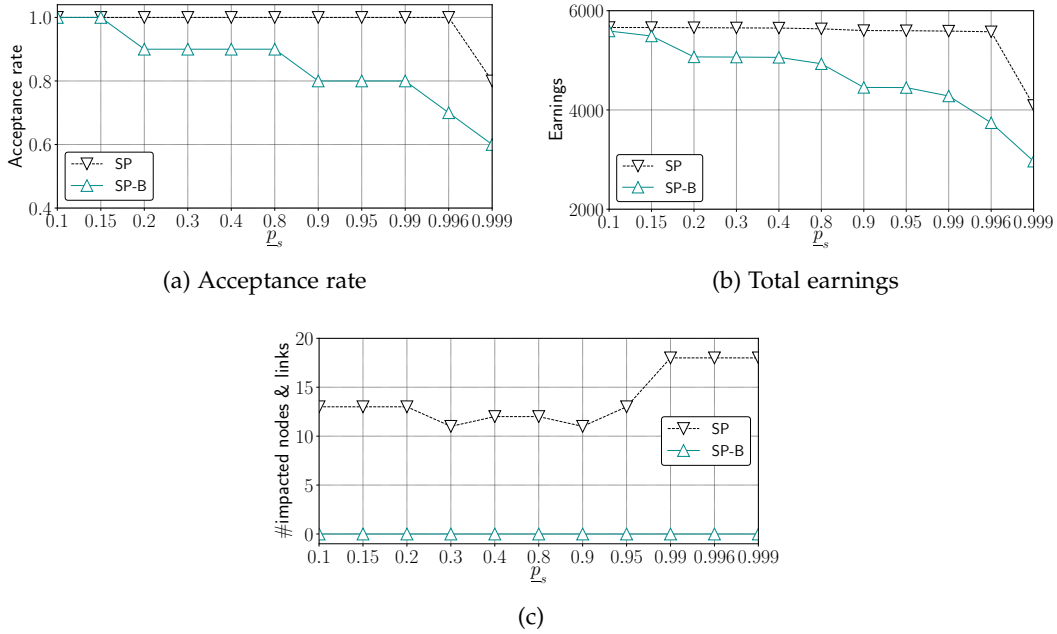 1.0
0.8
0.6
0.4
Acceptance rate
SP
SP-B
0.1 0.15 0.2 0.3 0.4 0.8 0.9 0.95 0.99 0.996 0.999
p_s
(a) Acceptance rate
6000
4000
2000
Earnings
SP
SP-B
0.1 0.15 0.2 0.3 0.4 0.8 0.9 0.95 0.99 0.996 0.999
p_s
(b) Total earnings
20
15
10
5
0
#impacted nodes & links
SP
SP-B
0.1 0.15 0.2 0.3 0.4 0.8 0.9 0.95 0.99 0.996 0.999
p_s
(c)